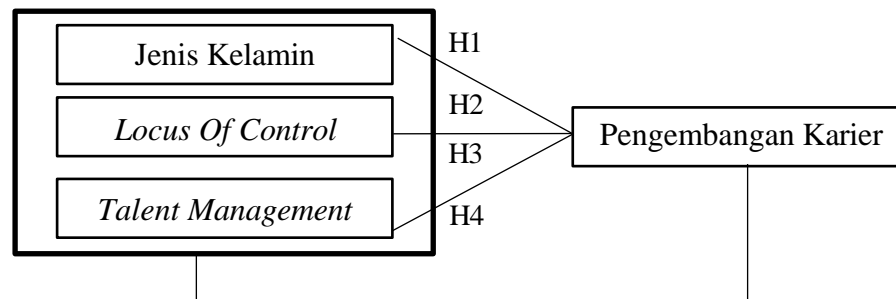 Jenis Kelamin
H1
Locus Of Control
H2
Pengembangan Karier
H3
Talent Management
H4